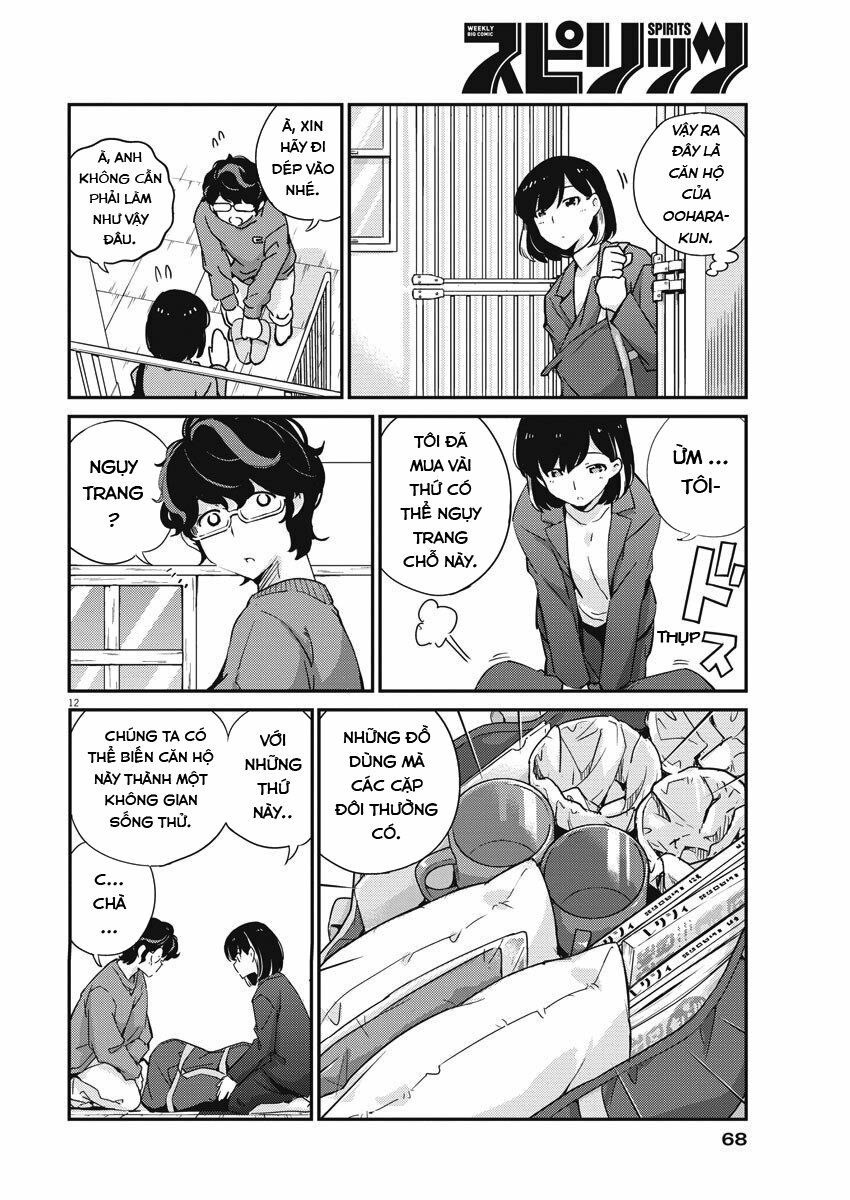 WEEKLY
BIG COMIC
SPIRITS
スピリッツ
VẬY RA
ĐÂY LÀ
CĂN HỘ
CỦA
OOHARA-
KUN.
À, XIN
HÃY ĐI
DÉP VÀO
NHÉ.
À, ANH
KHÔNG CẦN
PHẢI LÀM
NHƯ VẬY
ĐÂU.
ỪM ...
TÔI-
TÔI ĐÃ
MUA VÀI
THỨ CÓ
THỂ NGỤY
TRANG
CHỖ NÀY.
ドスッ
THỤP
NGỤY
TRANG
?
NHỮNG ĐỒ
DÙNG MÀ
CÁC CẶP
ĐÔI THƯỜNG
CÓ.
VỚI
NHỮNG
THỨ
NÀY..
CHÚNG TA CÓ
THỂ BIẾN CĂN HỘ
NÀY THÀNH MỘT
KHÔNG GIAN
SỐNG THỬ.
C...
CHÀ
...
12
68